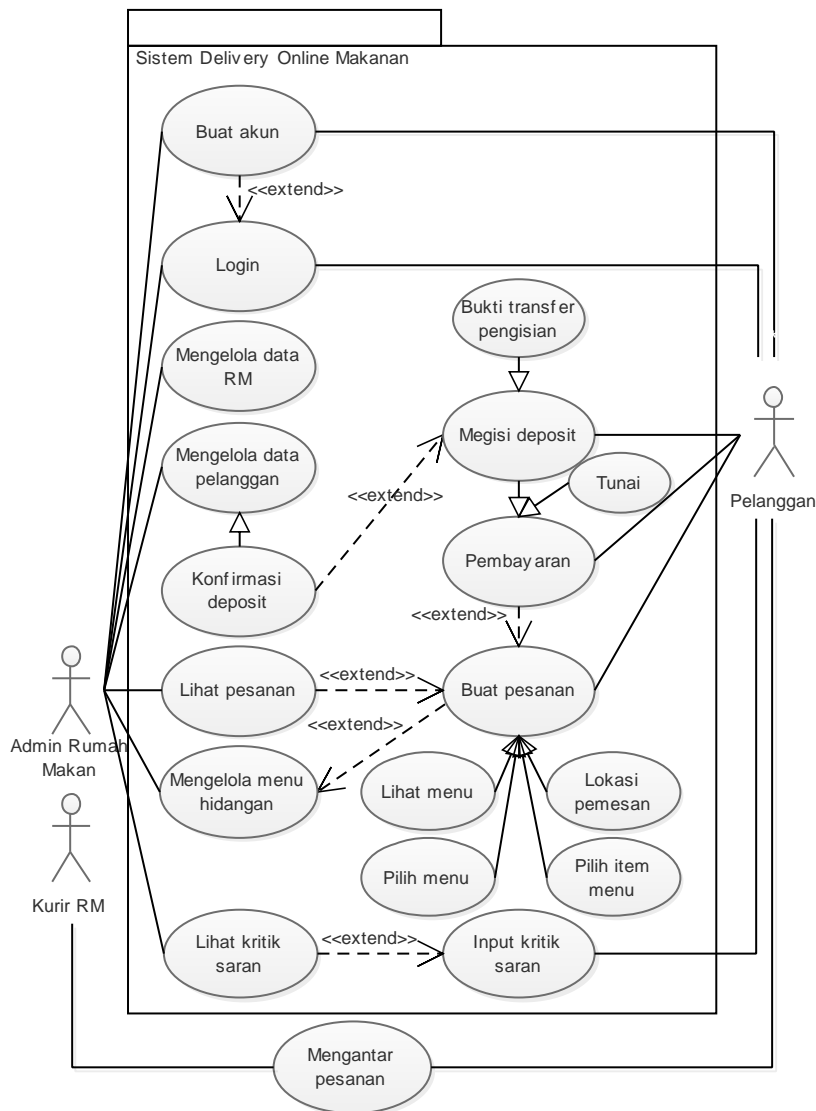 Sistem Delivery Online Makanan
Buat akun
<<extend>>
Login
Bukti transfer
pengisian
Mengelola data
RM
Megisi deposit
Mengelola data
pelanggan
<<extend>>
Tunai
Pelanggan
Pembayaran
Konfirmasi
deposit
<<extend>>
Lihat pesanan
<<extend>>
Buat pesanan
<<extend>>
Admin Rumah
Makan
Mengelola menu
hidangan
Lihat menu
Lokasi
pemesan
Kurir RM
Pilih menu
Pilih item
menu
Lihat kritik
saran
<<extend>>
Input kritik
saran
Mengantar
pesanan